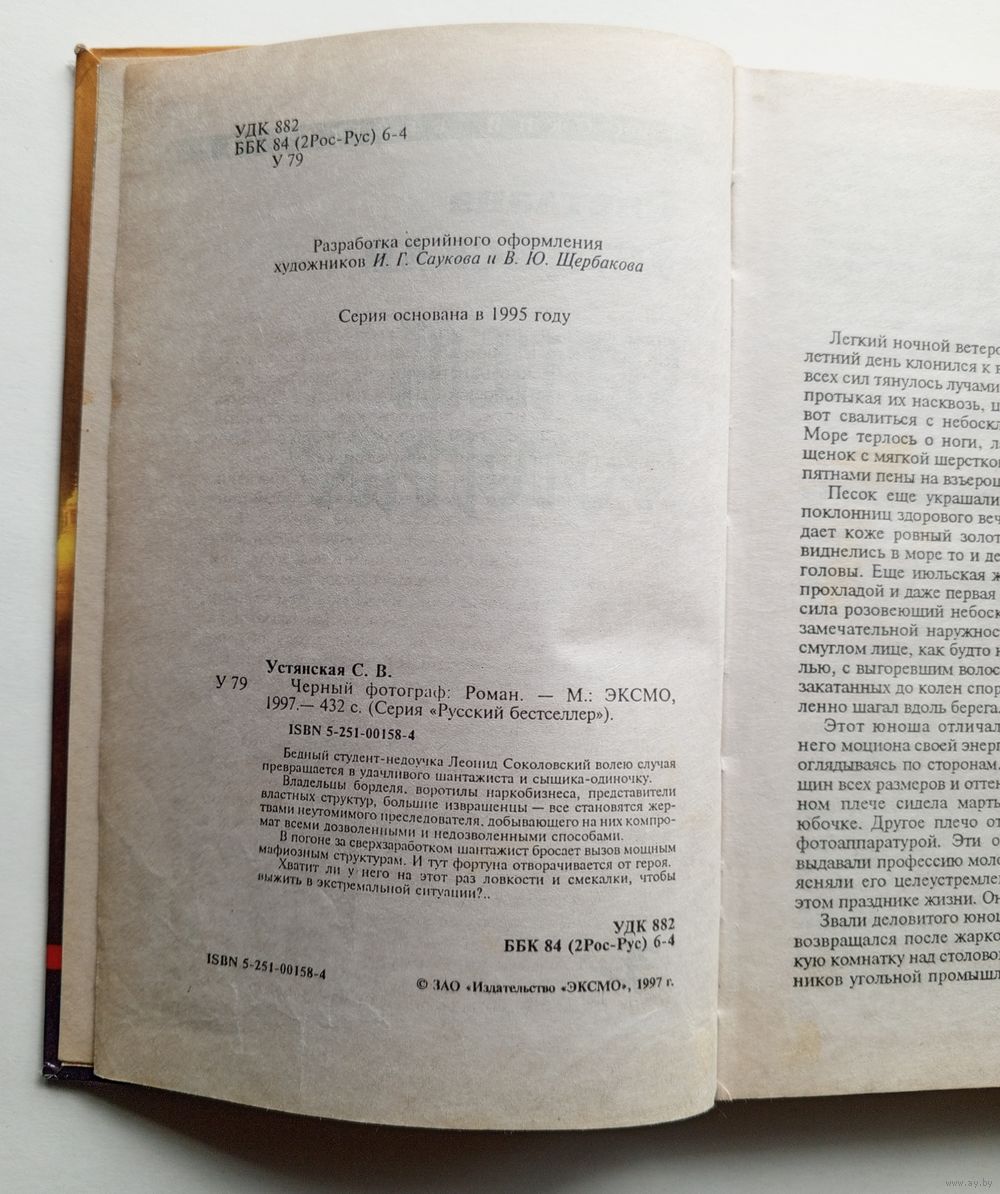 УДК 882
ББК 84 (2Рос-Рус) 6-4
У 79
Разработка серийного оформления
художников И. Г. Саукова и В. Ю. Щербакова
Серия основана в 1995 году
Устянская С. В.
У 79 Черный фотограф: Роман. — М.: ЭКСМО,
1997.— 432 с. (Серия «Русский бестселлер»).
ISBN 5-251-00158-4
Бедный студент-недоучка Леонид Соколовский волею случая
превращается в удачливого шантажиста и сыщика-одиночку.
Владельцы борделя, воротилы наркобизнеса, представители
властных структур, большие извращенцы — все становятся жер-
твами неутомимого преследователя, добывающего на них компро-
мат всеми дозволенными и недозволенными способами.
В погоне за сверхзаработком шантажист бросает вызов мощным
мафиозным структурам. И тут фортуна отворачивается от героя.
Хватит ли у него на этот раз ловкости и смекалки, чтобы
выжить в экстремальной ситуации?..
УДК 882
ББК 84 (2Рос-Рус) 6-4
ISBN 5-251-00158-4
© ЗАО «Издательство «ЭКСМО», 1997 г.
Легкий ночной ветеро
летний день клонился к
всех сил тянулось лучами
протыкая их насквозь,
вот свалиться с небоскл
Море терлось о ноги, ла
щенок с мягкой шерстко
пятнами пены на взъерош
Песок еще украшали
поклонниц здорового веч
дает коже ровный золот
виднелись в море то и де
головы. Еще июльская ж
прохладой и даже первая
сила розовеющий небоск
замечательной наружнос
смуглом лице, как будто н
лью, с выгоревшим волос
закатанных до колен спор
ленно шагал вдоль берега.
Этот юноша отличал
него моциона своей энерг
оглядываясь по сторонам.
щин всех размеров и оттен
ном плече сидела марты
юбочке. Другое плечо от
фотоаппаратурой. Эти о
выдавали профессию моло
ясняли его целеустремлен
этом празднике жизни. Он
Звали деловитого юнош
возвращался после жарко
кую комнатку над столово
ников угольной промышл
www.ay.by